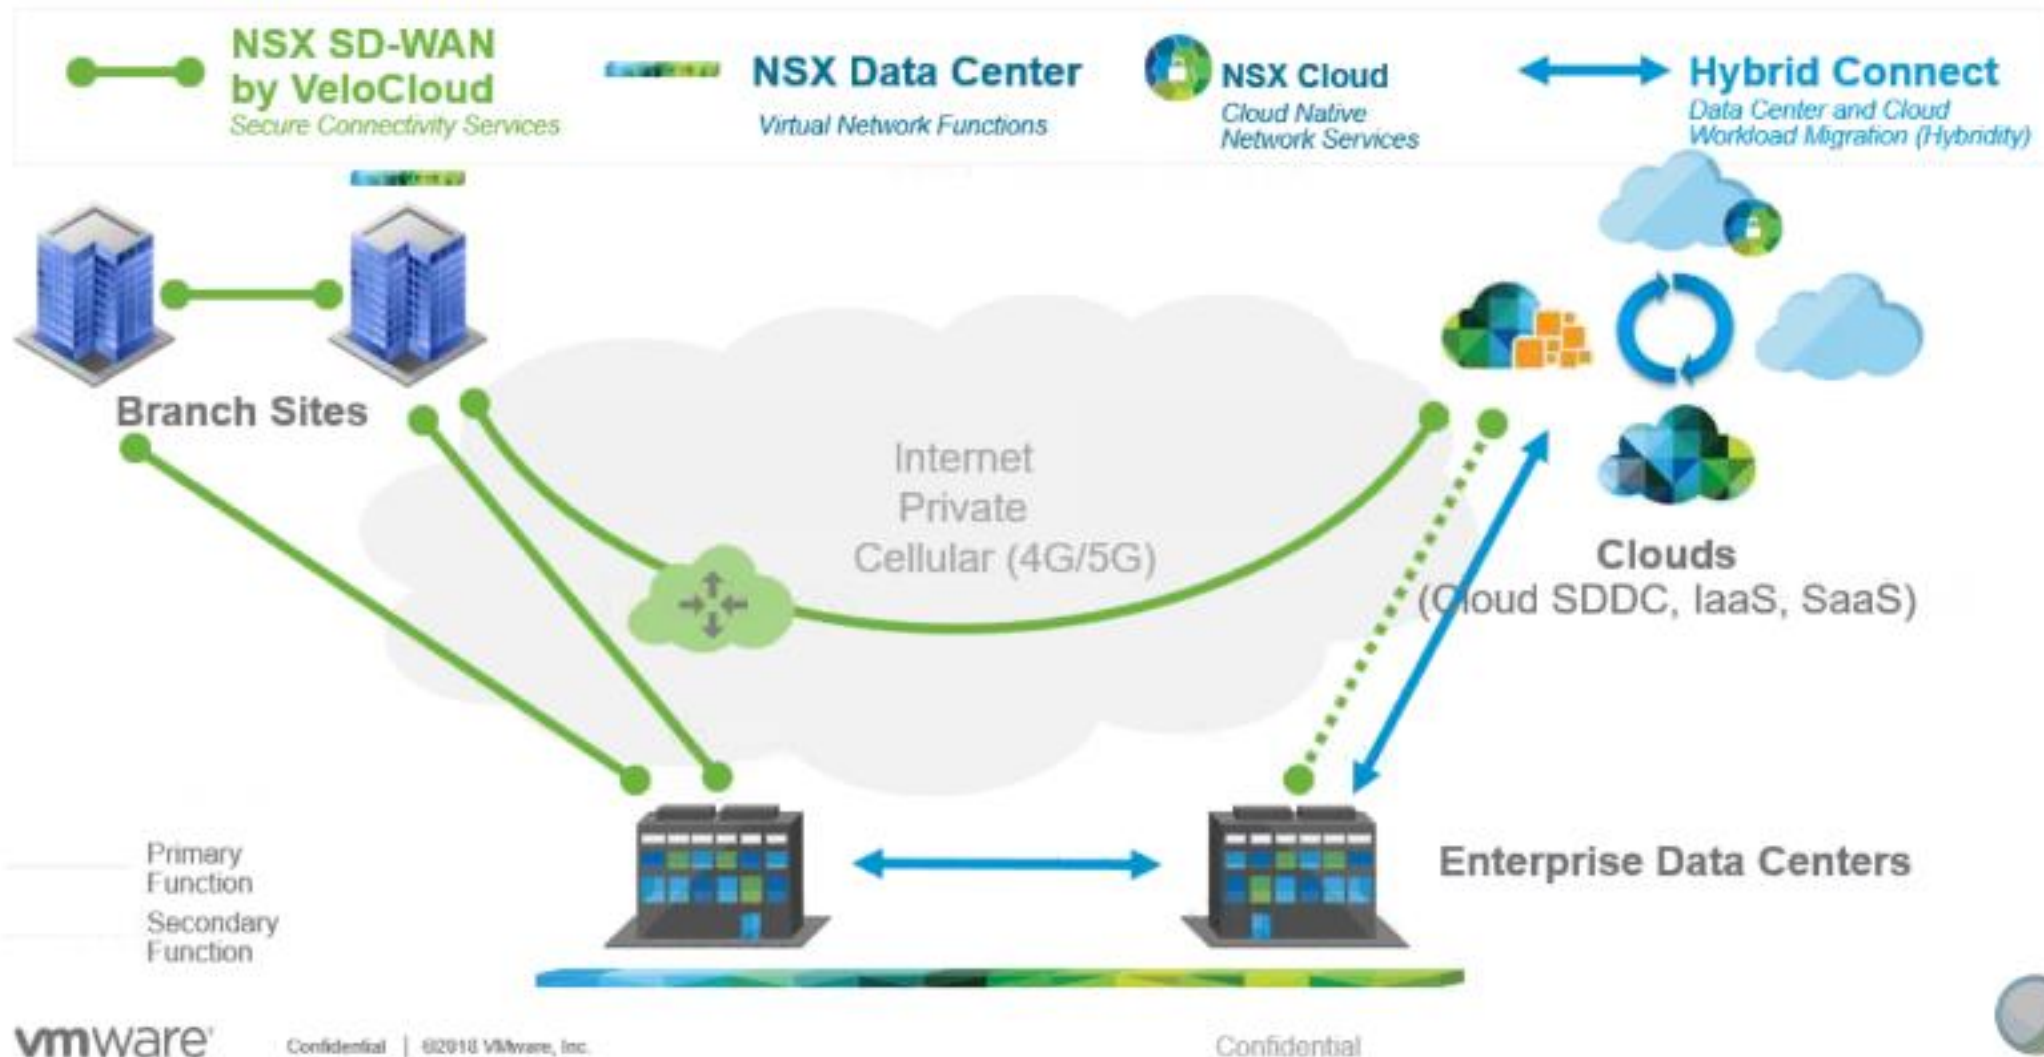 NSX SD-WAN
by VeloCloud
Secure Connectivity Services
NSX Data Center
Virtual Network Functions
NSX Cloud
Cloud Native
Network Services
Hybrid Connect
Data Center and Cloud
Workload Migration (Hybridity)
Branch Sites
Internet
Private
Cellular (4G/5G)
Clouds
(Cloud SDDC, IaaS, SaaS)
Primary
Function
Secondary
Function
Enterprise Data Centers
vmware
Confidential | ©2018 VMware, Inc.
Confidential